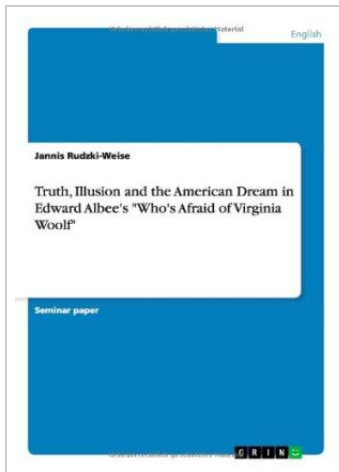 English
Jannis Rudzki-Weise
Truth, Illusion and the American Dream in
Edward Albee's "Who's Afraid of Virginia
Woolf"
Seminar paper
GRIN